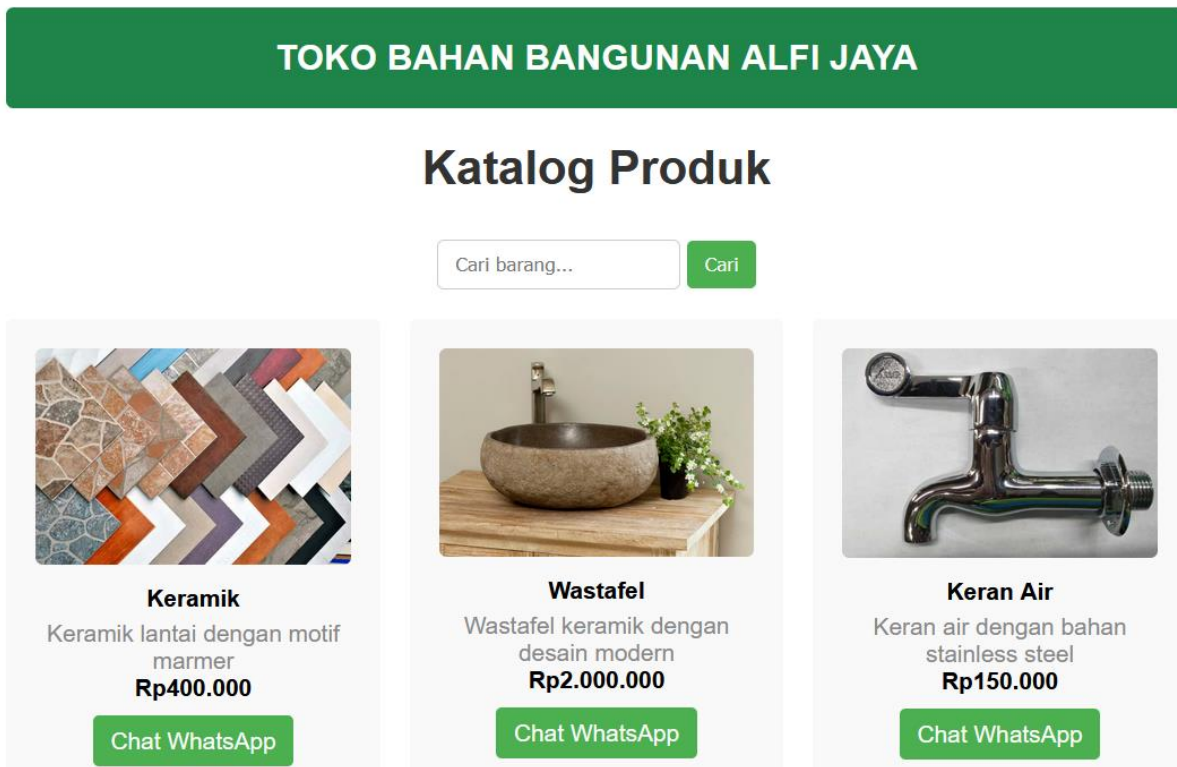 TOKO BAHAN BANGUNAN ALFI JAYA
Katalog Produk
Cari barang...
Cari
Keramik
Keramik lantai dengan motif
marmer
Rp400.000
Chat WhatsApp
Wastafel
Wastafel keramik dengan
desain modern
Rp2.000.000
Chat WhatsApp
Keran Air
Keran air dengan bahan
stainless steel
Rp150.000
Chat WhatsApp